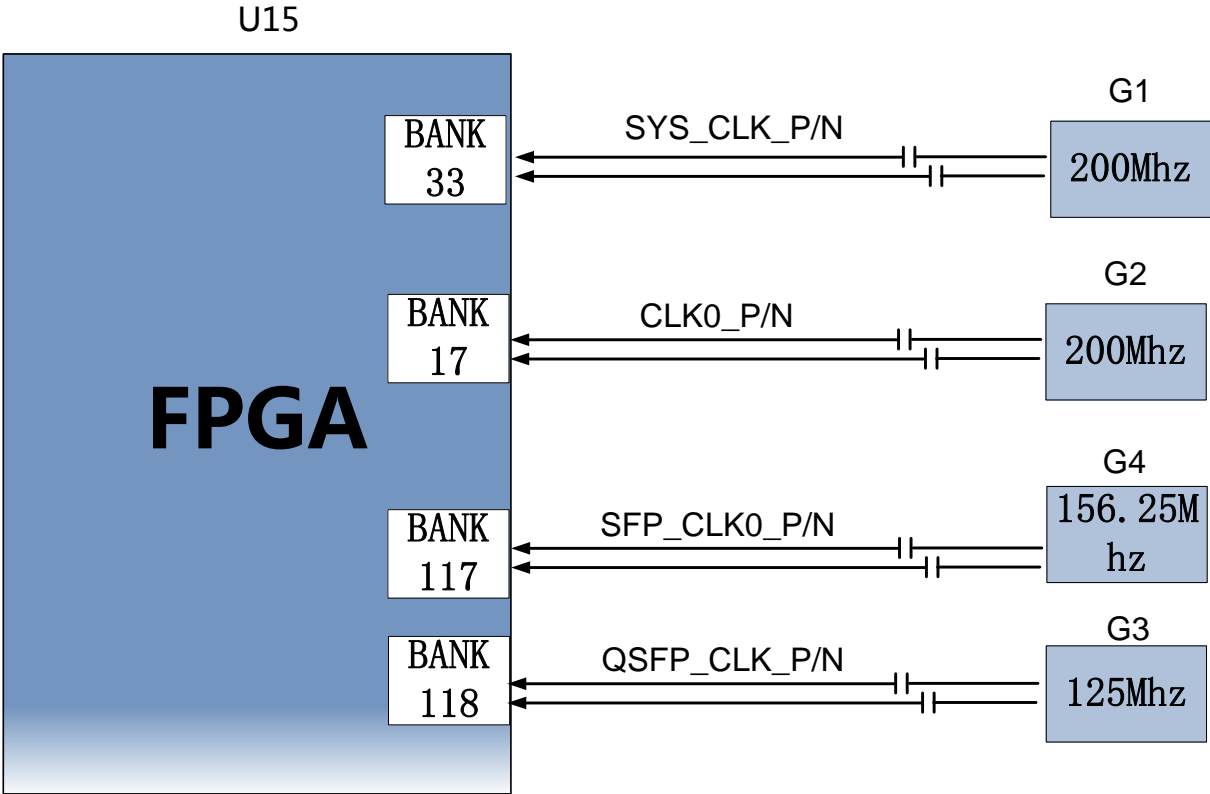 U15
G1
BANK
33
SYS_CLK_P/N
200Mhz
G2
BANK
17
CLK0_P/N
200Mhz
FPGA
G4
BANK
117
SFP_CLK0_P/N
156.25M
hz
G3
BANK
118
QSFP_CLK_P/N
125Mhz